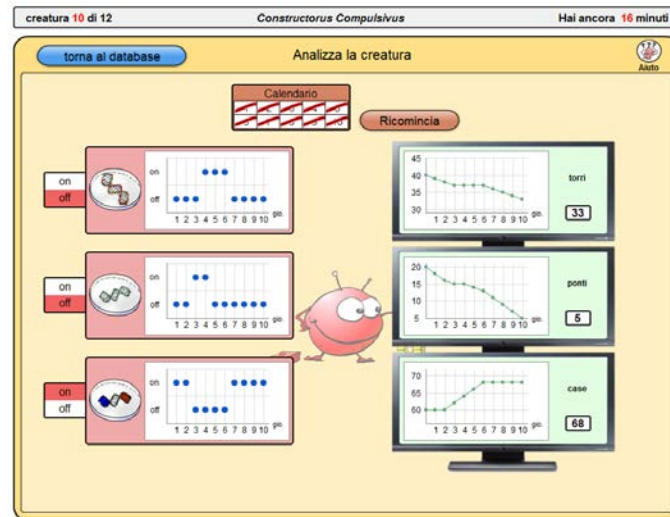 creatura 10 di 12 Constructorus Compulsivus Hai ancora 16 minuti
torna al database Analizza la creatura Aiuto
Calendario
Ricomincia
on
off
on
off
1 2 3 4 5 6 7 8 9 10 gio.
45
40
35
30
1 2 3 4 5 6 7 8 9 10 gio.
torri
33
on
off
on
off
1 2 3 4 5 6 7 8 9 10 gio.
20
15
10
5
1 2 3 4 5 6 7 8 9 10 gio.
ponti
5
on
off
on
off
1 2 3 4 5 6 7 8 9 10 gio.
70
65
60
1 2 3 4 5 6 7 8 9 10 gio.
case
68